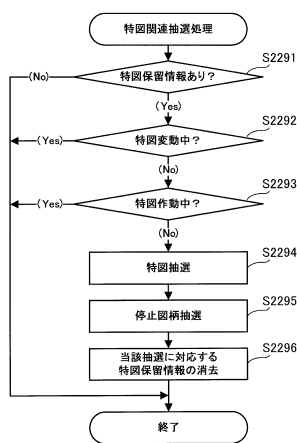 特図関連抽選処理
S2291
特図保留情報あり？
(No)
(Yes)
S2292
特図変動中？
(Yes)
(No)
S2293
特図作動中？
(Yes)
(No)
S2294
特図抽選
S2295
停止図柄抽選
S2296
当該抽選に対応する
特図保留情報の消去
終了